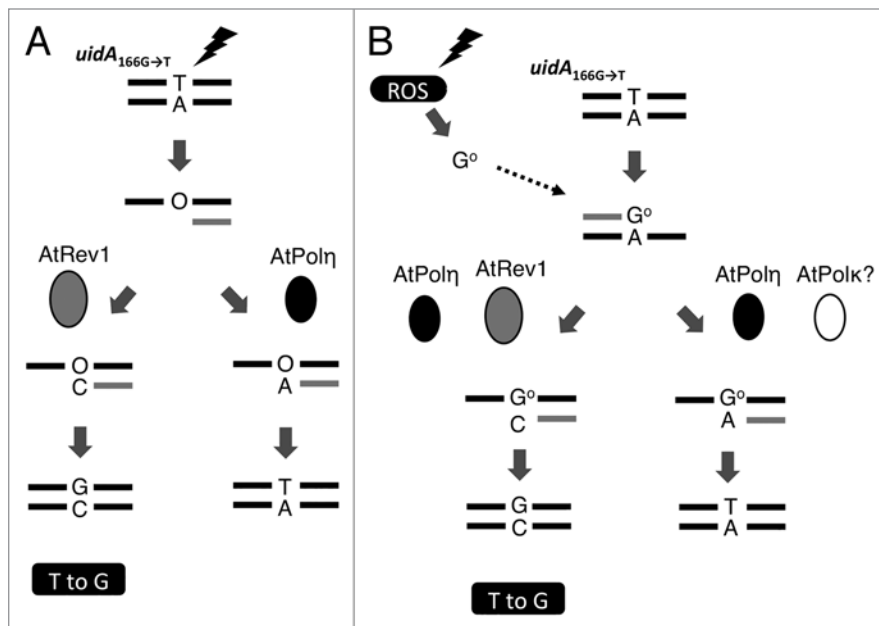 A
uidA166G→T
T
A
O
AtRev1
AtPolη
O
C
O
A
G
C
T
A
T to G
B
ROS
uidA166G→T
T
A
Gº
Gº
A
AtPolη
AtRev1
AtPolη
AtPolκ?
Gº
C
Gº
A
G
C
T
A
T to G